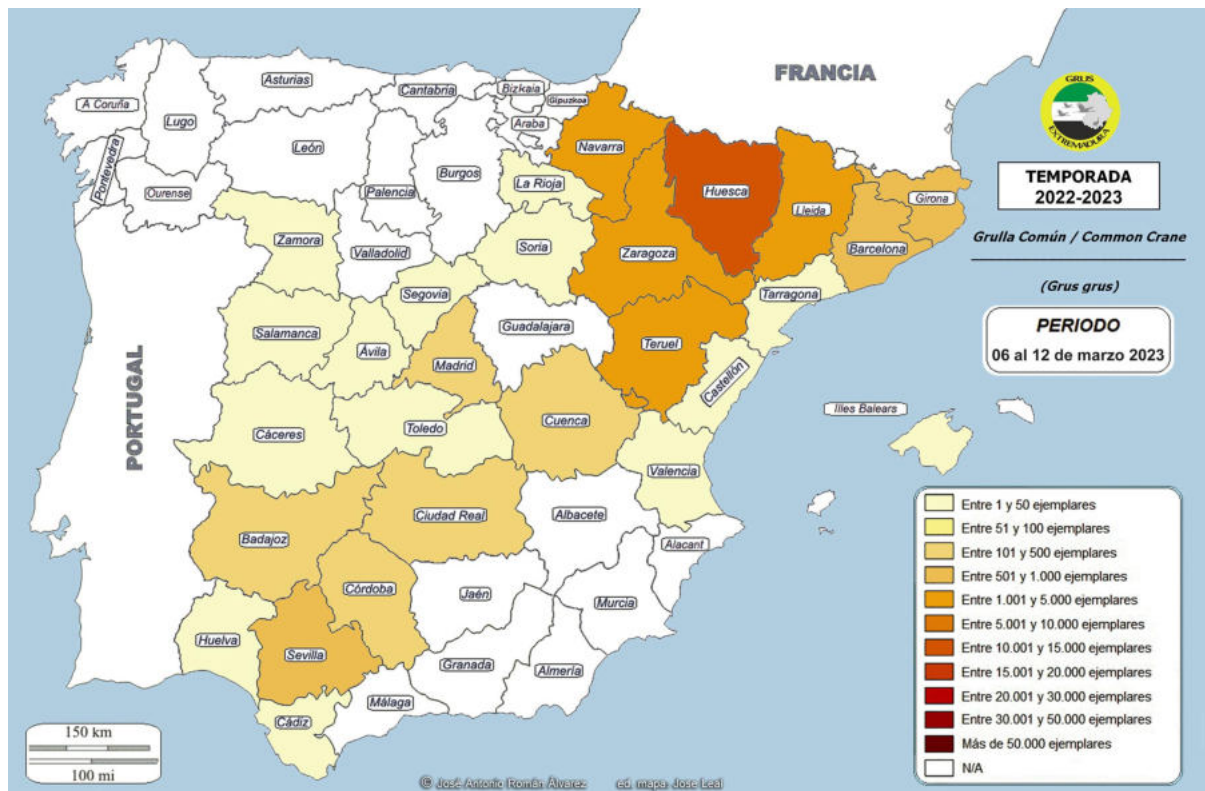 FRANCIA
GRUS
EXTREMADURA
TEMPORADA
2022-2023
Grulla Común / Common Crane
(Grus grus)
PERIODO
06 al 12 de marzo 2023
A Coruña
Lugo
Asturias
Cantabria
Bizkaia
Gipuzkoa
Araba
Navarra
Pontevedra
Ourense
León
Palencia
Burgos
La Rioja
Huesca
Lleida
Girona
Barcelona
Zamora
Valladolid
Soria
Zaragoza
Tarragona
Segovia
Salamanca
Ávila
Madrid
Guadalajara
Teruel
Castellón
PORTUGAL
Cáceres
Toledo
Cuenca
Valencia
Illes Balears
Badajoz
Ciudad Real
Albacete
Alacant
Córdoba
Jaén
Murcia
Huelva
Sevilla
Granada
Almería
Málaga
Cádiz
Entre 1 y 50 ejemplares
Entre 51 y 100 ejemplares
Entre 101 y 500 ejemplares
Entre 501 y 1.000 ejemplares
Entre 1.001 y 5.000 ejemplares
Entre 5.001 y 10.000 ejemplares
Entre 10.001 y 15.000 ejemplares
Entre 15.001 y 20.000 ejemplares
Entre 20.001 y 30.000 ejemplares
Entre 30.001 y 50.000 ejemplares
Más de 50.000 ejemplares
N/A
150 km
100 mi
© José Antonio Román Álvarez ed. mapa Jose Leal